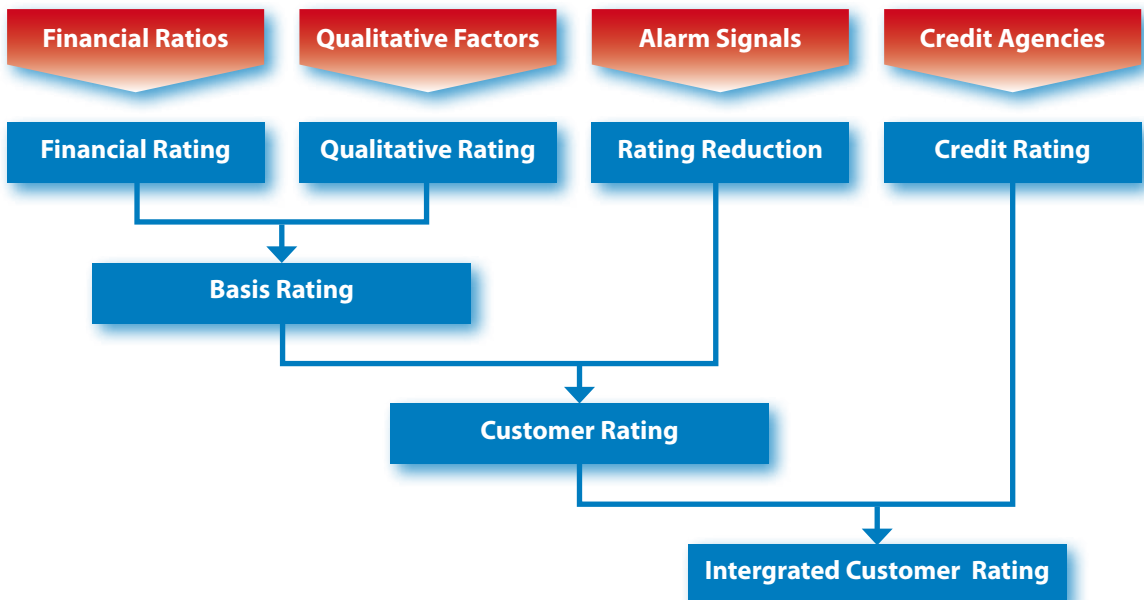 Financial Ratios
Qualitative Factors
Alarm Signals
Credit Agencies
Financial Rating
Qualitative Rating
Rating Reduction
Credit Rating
Basis Rating
Customer Rating
Intergrated Customer Rating